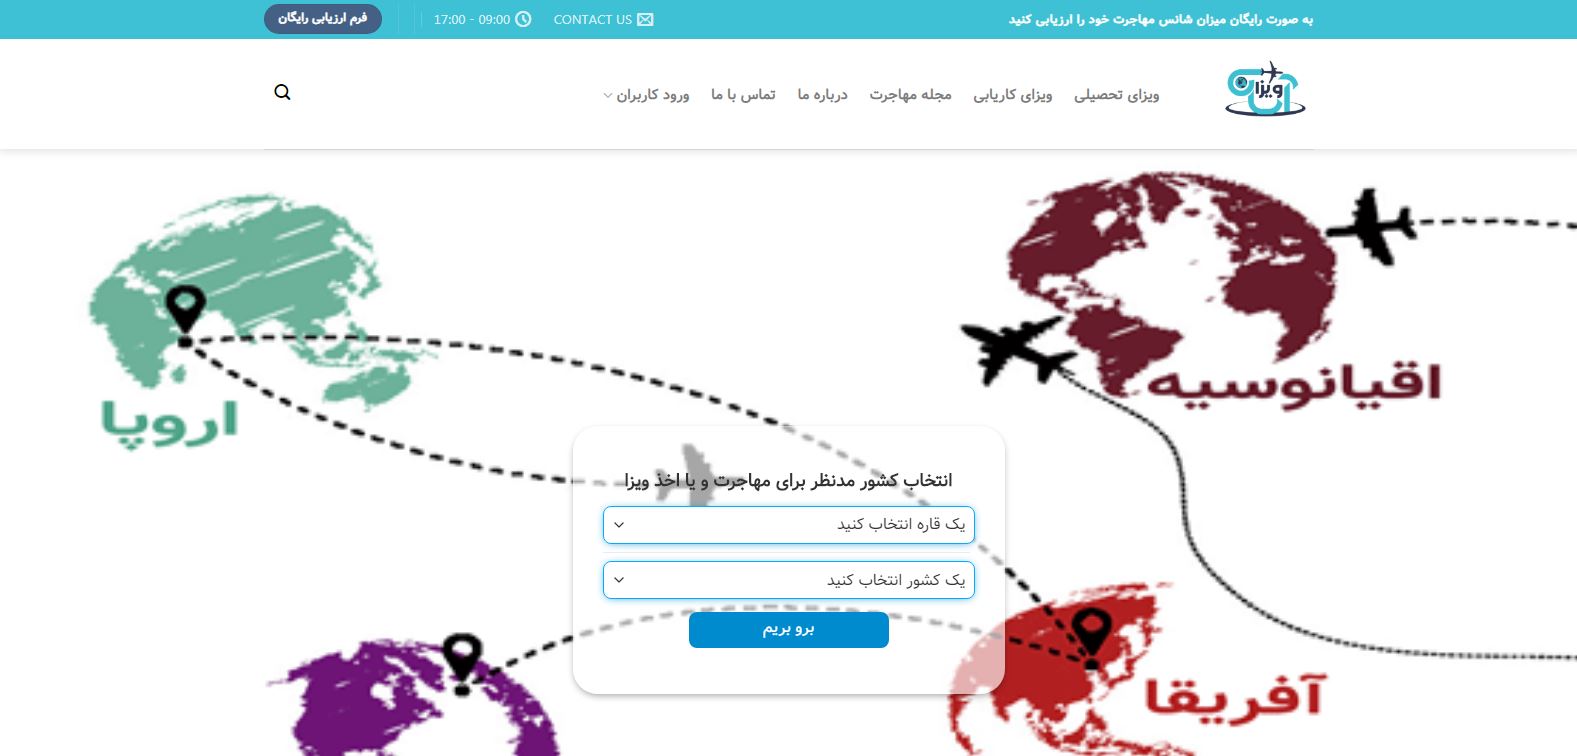 به صورت رایگان میزان شانس مهاجرت خود را ارزیابی کنید
CONTACT US
09:00 - 17:00
فرم ارزیابی رایگان
آی ویزا
ویزای تحصیلی
ویزای کاریابی
مجله مهاجرت
درباره ما
تماس با ما
ورود کاربران
اقیانوسیه
اروپا
انتخاب کشور مدنظر برای مهاجرت و یا اخذ ویزا
یک قاره انتخاب کنید
یک کشور انتخاب کنید
برو بریم
آفریقا